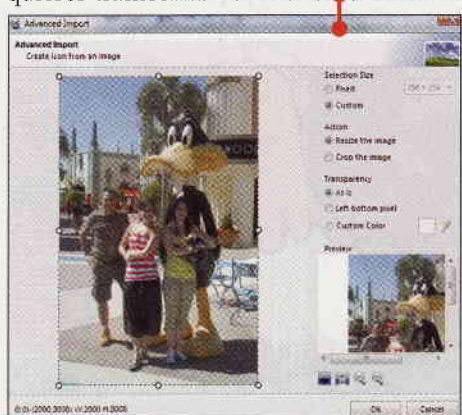 Advanced Import
Advanced Import
Create icon from an image
Selection Size
Fixed
Custom
Action
Resize the image
Crop the image
Transparency
As is
Left bottom pixel
Custom Color
Preview
OK
Cancel